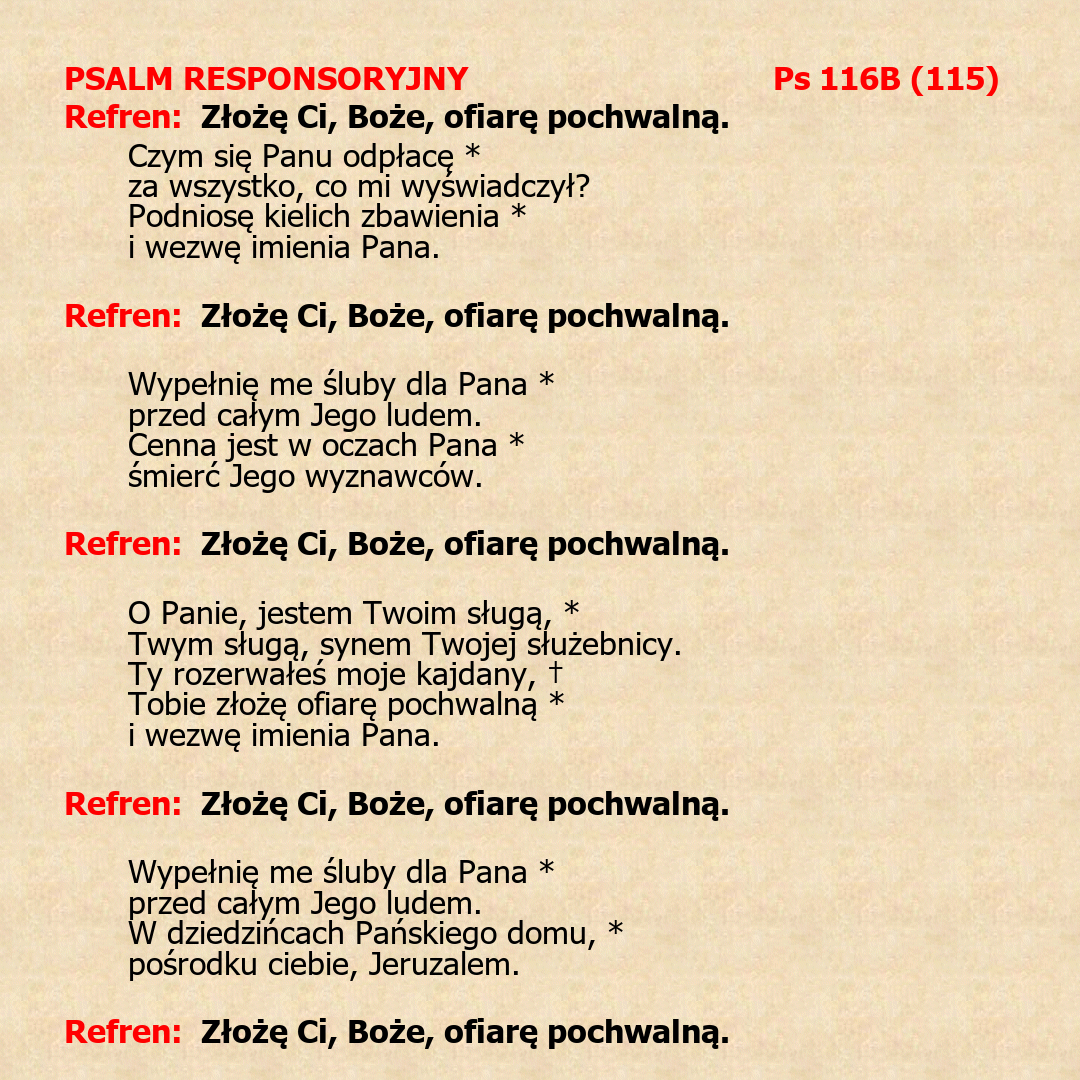 PSALM RESPONSORYJNY Ps 116B (115)
Refren: Złożę Ci, Boże, ofiarę pochwalną.
Czym się Panu odpłacę *
za wszystko, co mi wyświadczył?
Podniosę kielich zbawienia *
i wezwę imienia Pana.
Refren: Złożę Ci, Boże, ofiarę pochwalną.
Wypełnię me śluby dla Pana *
przed całym Jego ludem.
Cenna jest w oczach Pana *
śmierć Jego wyznawców.
Refren: Złożę Ci, Boże, ofiarę pochwalną.
O Panie, jestem Twoim sługą, *
Twym sługą, synem Twojej służebnicy.
Ty rozerwałeś moje kajdany, †
Tobie złożę ofiarę pochwalną *
i wezwę imienia Pana.
Refren: Złożę Ci, Boże, ofiarę pochwalną.
Wypełnię me śluby dla Pana *
przed całym Jego ludem.
W dziedzińcach Pańskiego domu, *
pośrodku ciebie, Jeruzalem.
Refren: Złożę Ci, Boże, ofiarę pochwalną.